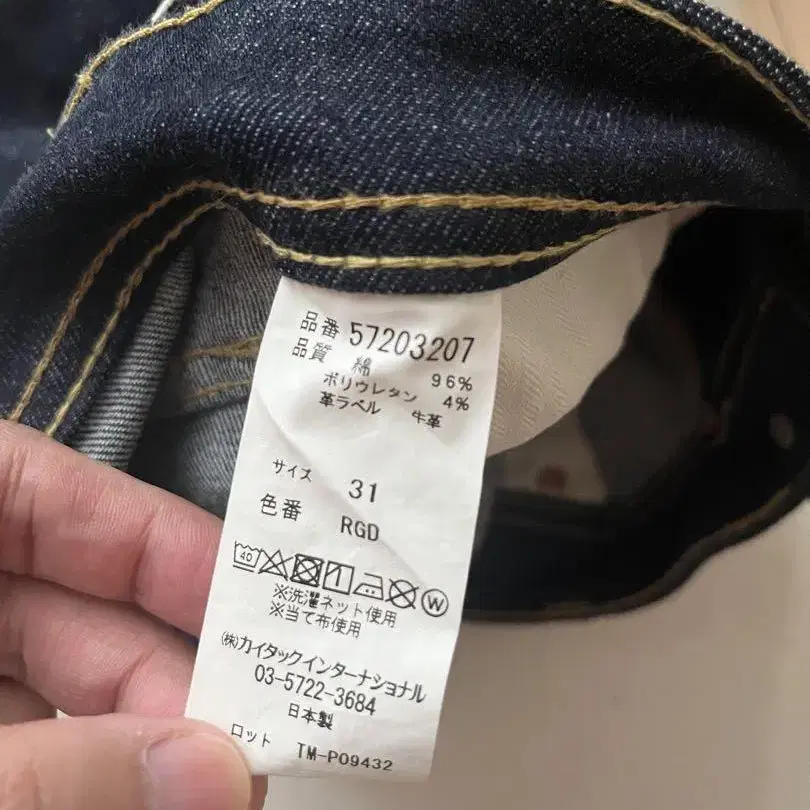 品番 57203207
品質 綿 96%
ポリウレタン 4%
革ラベル 牛革
サイズ 31
色番 RGD
40 W
※洗濯ネット使用
※当て布使用
(株)カイタックインターナショナル
03-5722-3684
日本製
ロット TM-P09432